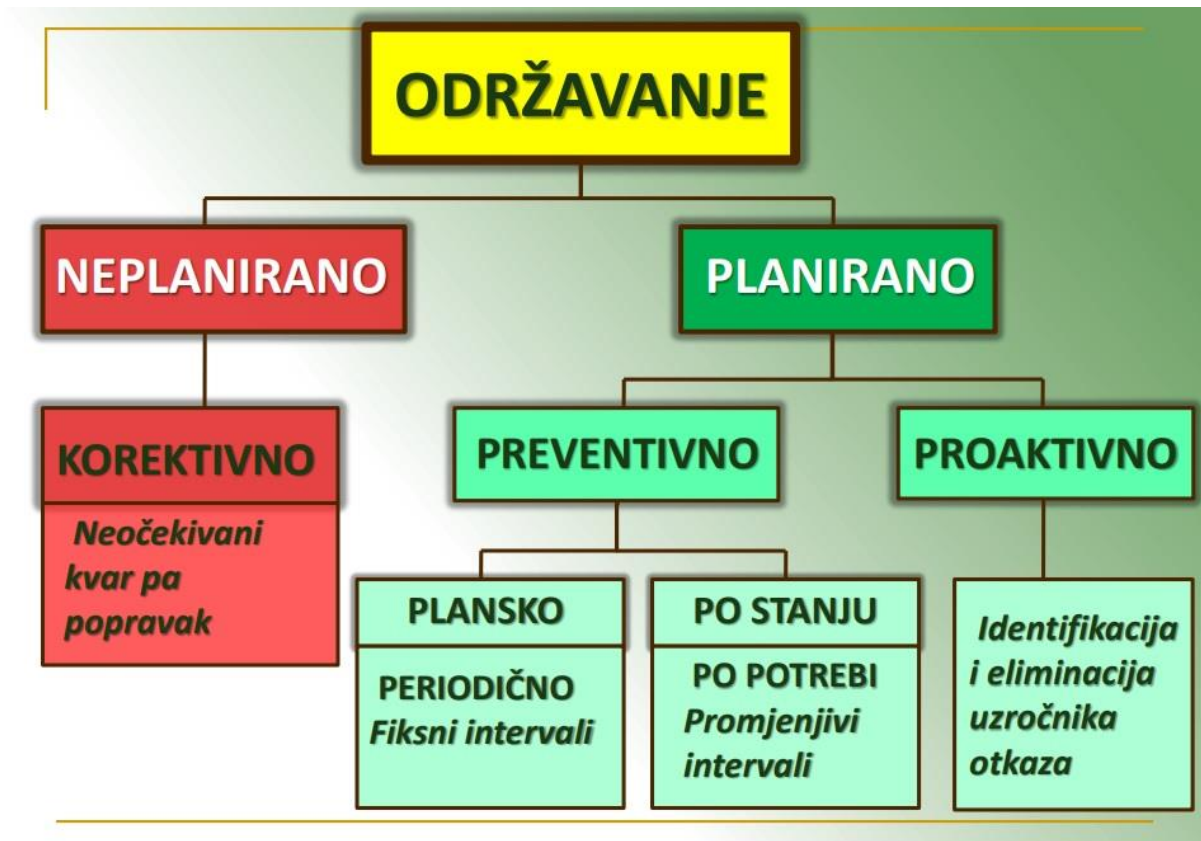 ODRŽAVANJE
NEPLANIRANO
PLANIRANO
KOREKTIVNO
Neočekivani
kvar pa
popravak
PREVENTIVNO
PROAKTIVNO
PLANSKO
PERIODIČNO
Fiksni intervali
PO STANJU
PO POTREBI
Promjenjivi
intervali
Identifikacija
i eliminacija
uzročnika
otkaza